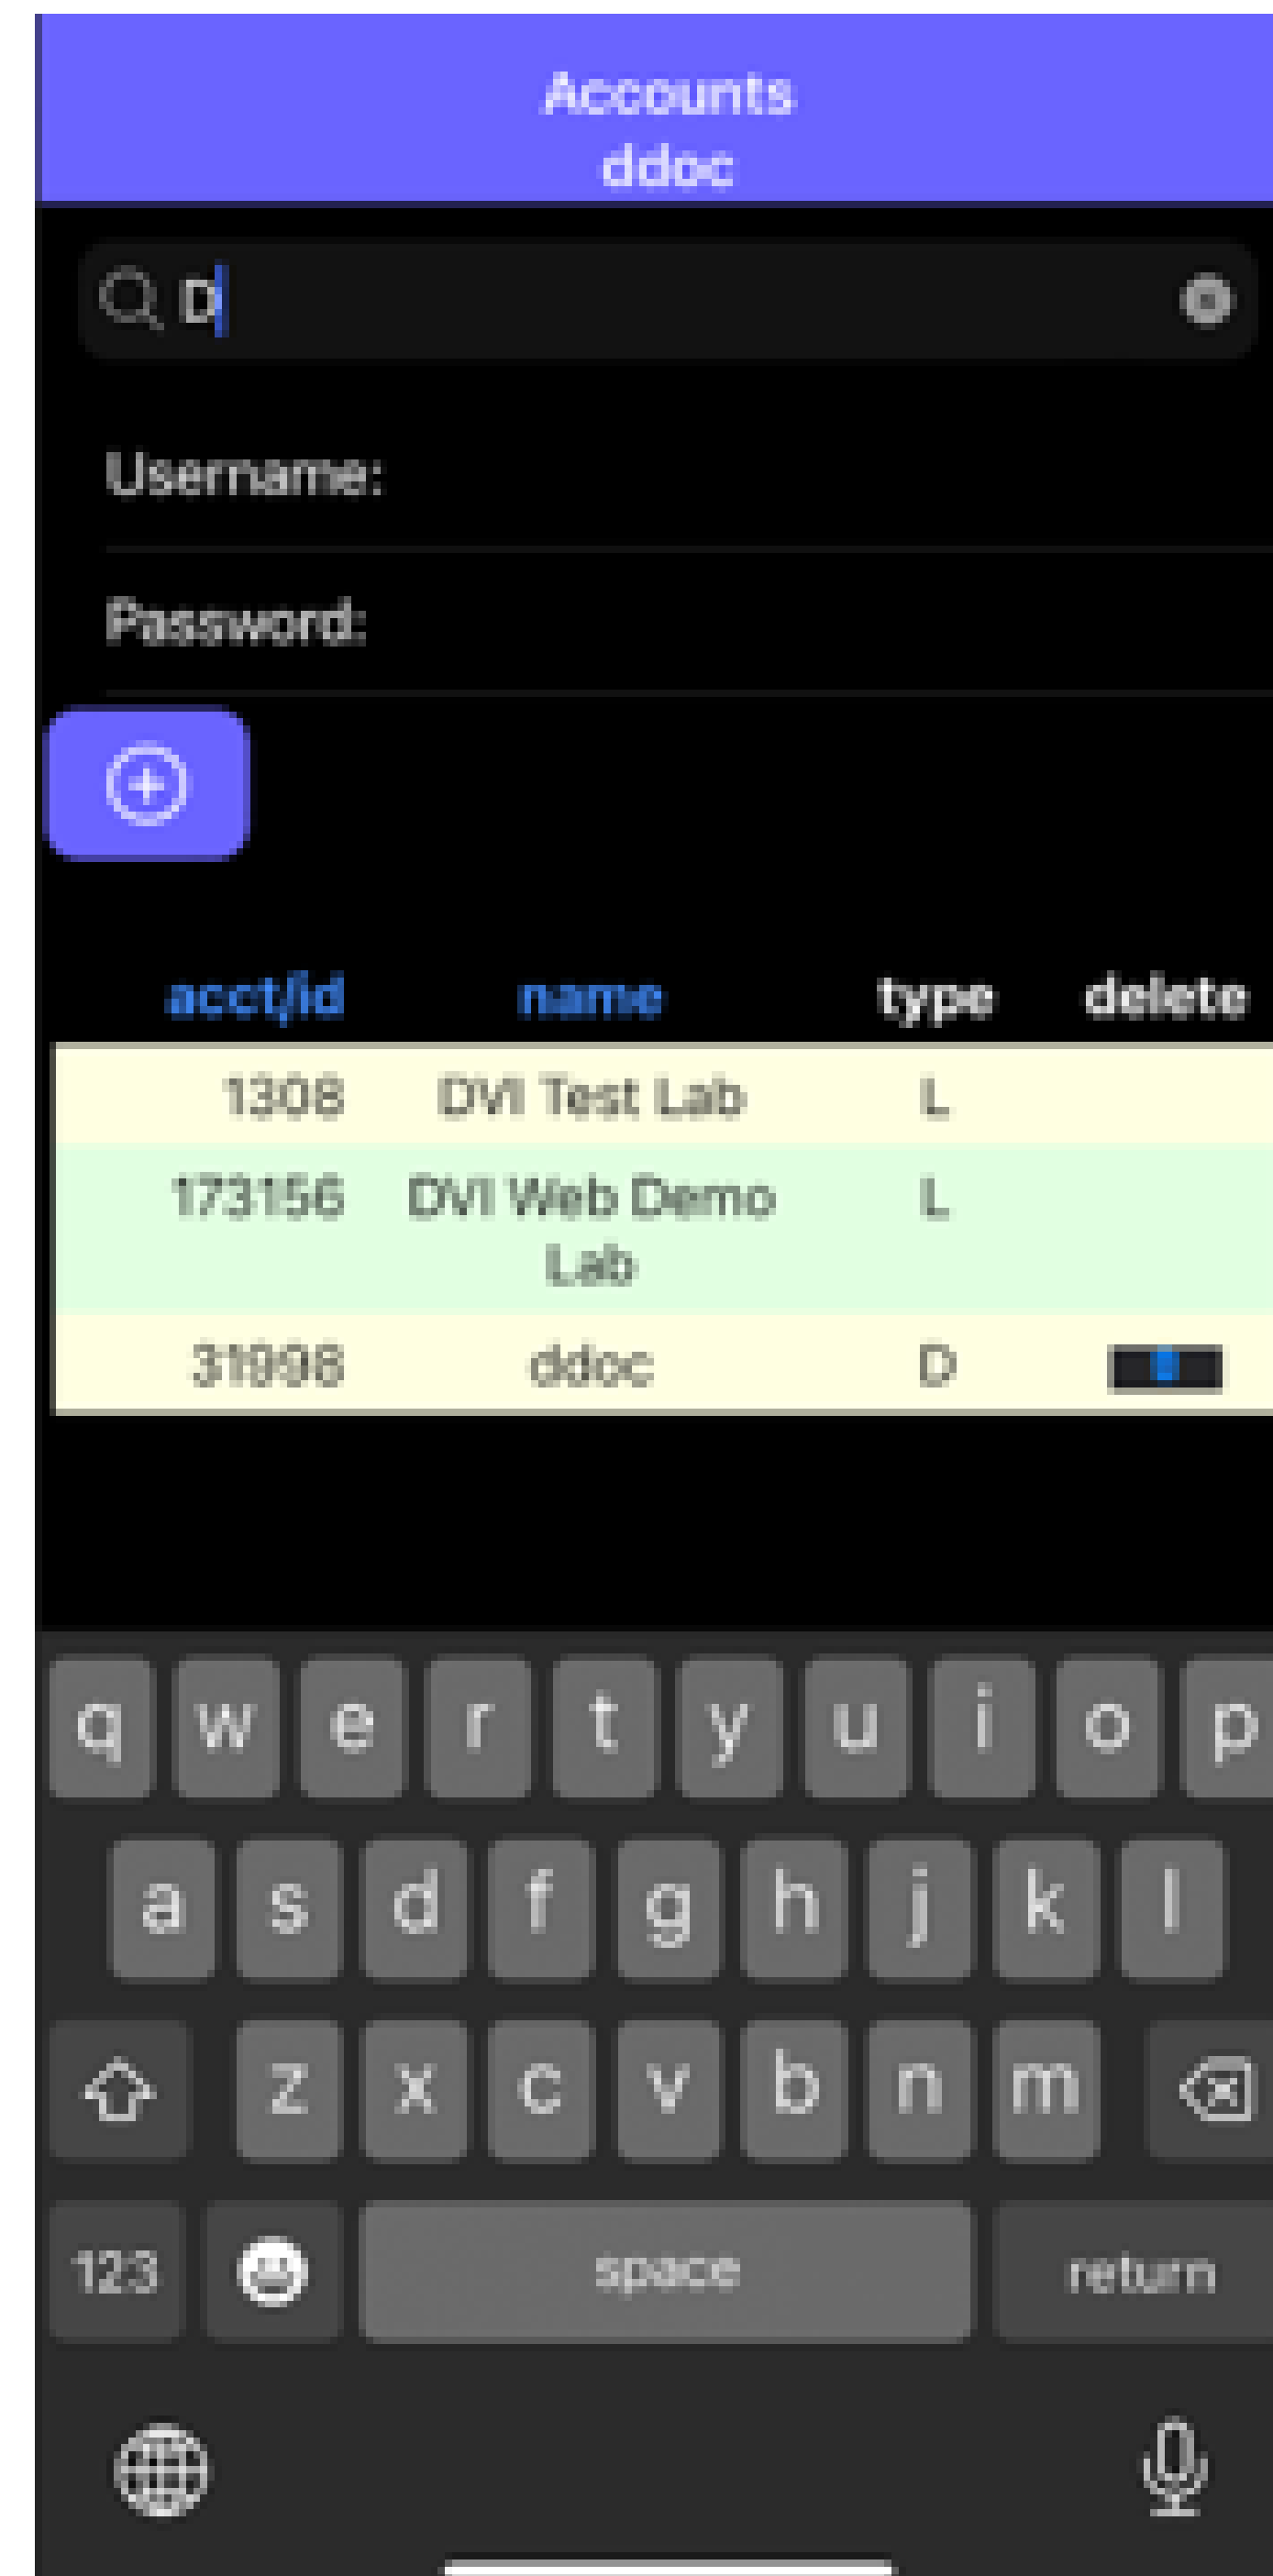 Accounts
ddoc
D
Username:
Password:
acct/id name type delete
1308 DVI Test Lab L
173156 DVI Web Demo L
Lab
31998 ddoc D
q w e r t y u i o p
a s d f g h j k l
z x c v b n m
123 space return